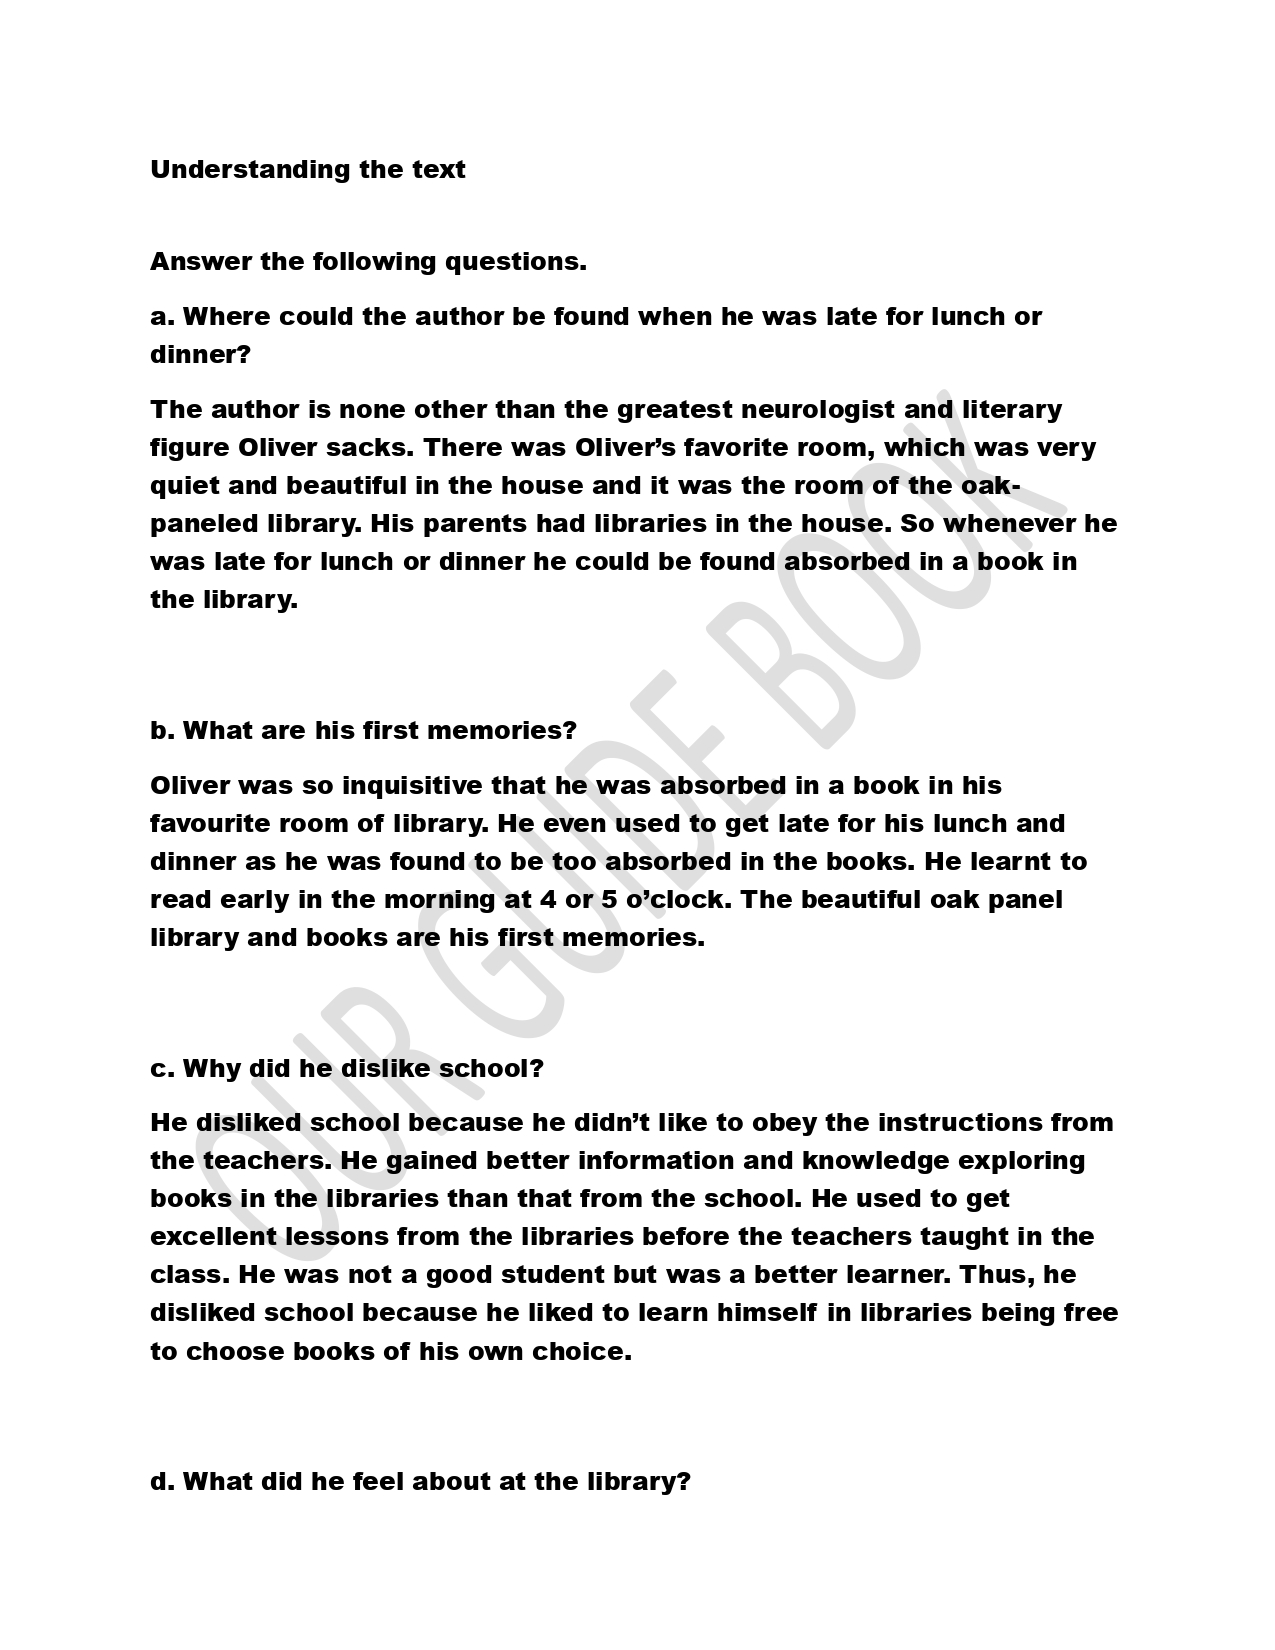 Understanding the text
Answer the following questions.
a. Where could the author be found when he was late for lunch or
dinner?
The author is none other than the greatest neurologist and literary
figure Oliver sacks. There was Oliver’s favorite room, which was very
quiet and beautiful in the house and it was the room of the oak-
paneled library. His parents had libraries in the house. So whenever he
was late for lunch or dinner he could be found absorbed in a book in
the library.
b. What are his first memories?
Oliver was so inquisitive that he was absorbed in a book in his
favourite room of library. He even used to get late for his lunch and
dinner as he was found to be too absorbed in the books. He learnt to
read early in the morning at 4 or 5 o’clock. The beautiful oak panel
library and books are his first memories.
c. Why did he dislike school?
He disliked school because he didn’t like to obey the instructions from
the teachers. He gained better information and knowledge exploring
books in the libraries than that from the school. He used to get
excellent lessons from the libraries before the teachers taught in the
class. He was not a good student but was a better learner. Thus, he
disliked school because he liked to learn himself in libraries being free
to choose books of his own choice.
d. What did he feel about at the library?
OUR GUIDE BOOK